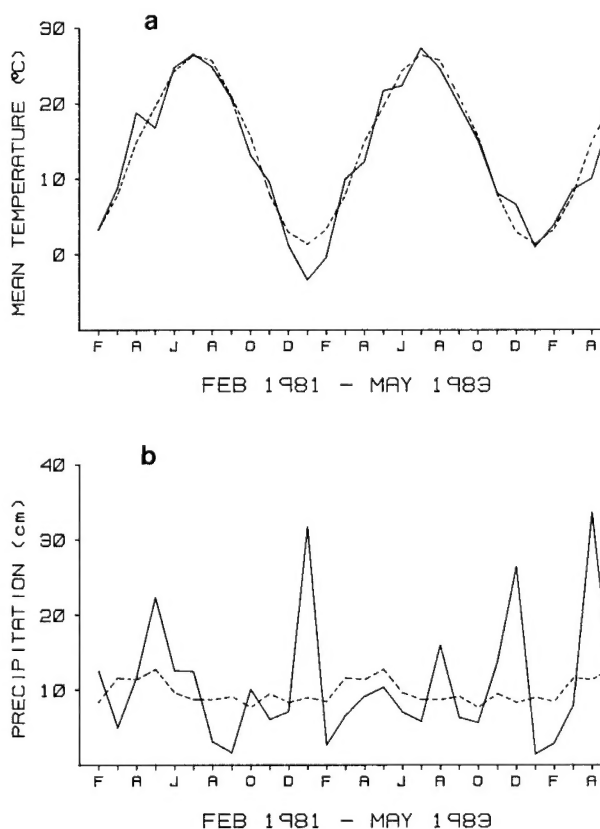 a
30
20
10
0
MEAN TEMPERATURE (ºC)
F A J A O D F A J A O D F A
FEB 1981 - MAY 1983
b
40
30
20
10
PRECIPITATION (cm)
F A J A O D F A J A O D F A
FEB 1981 - MAY 1983